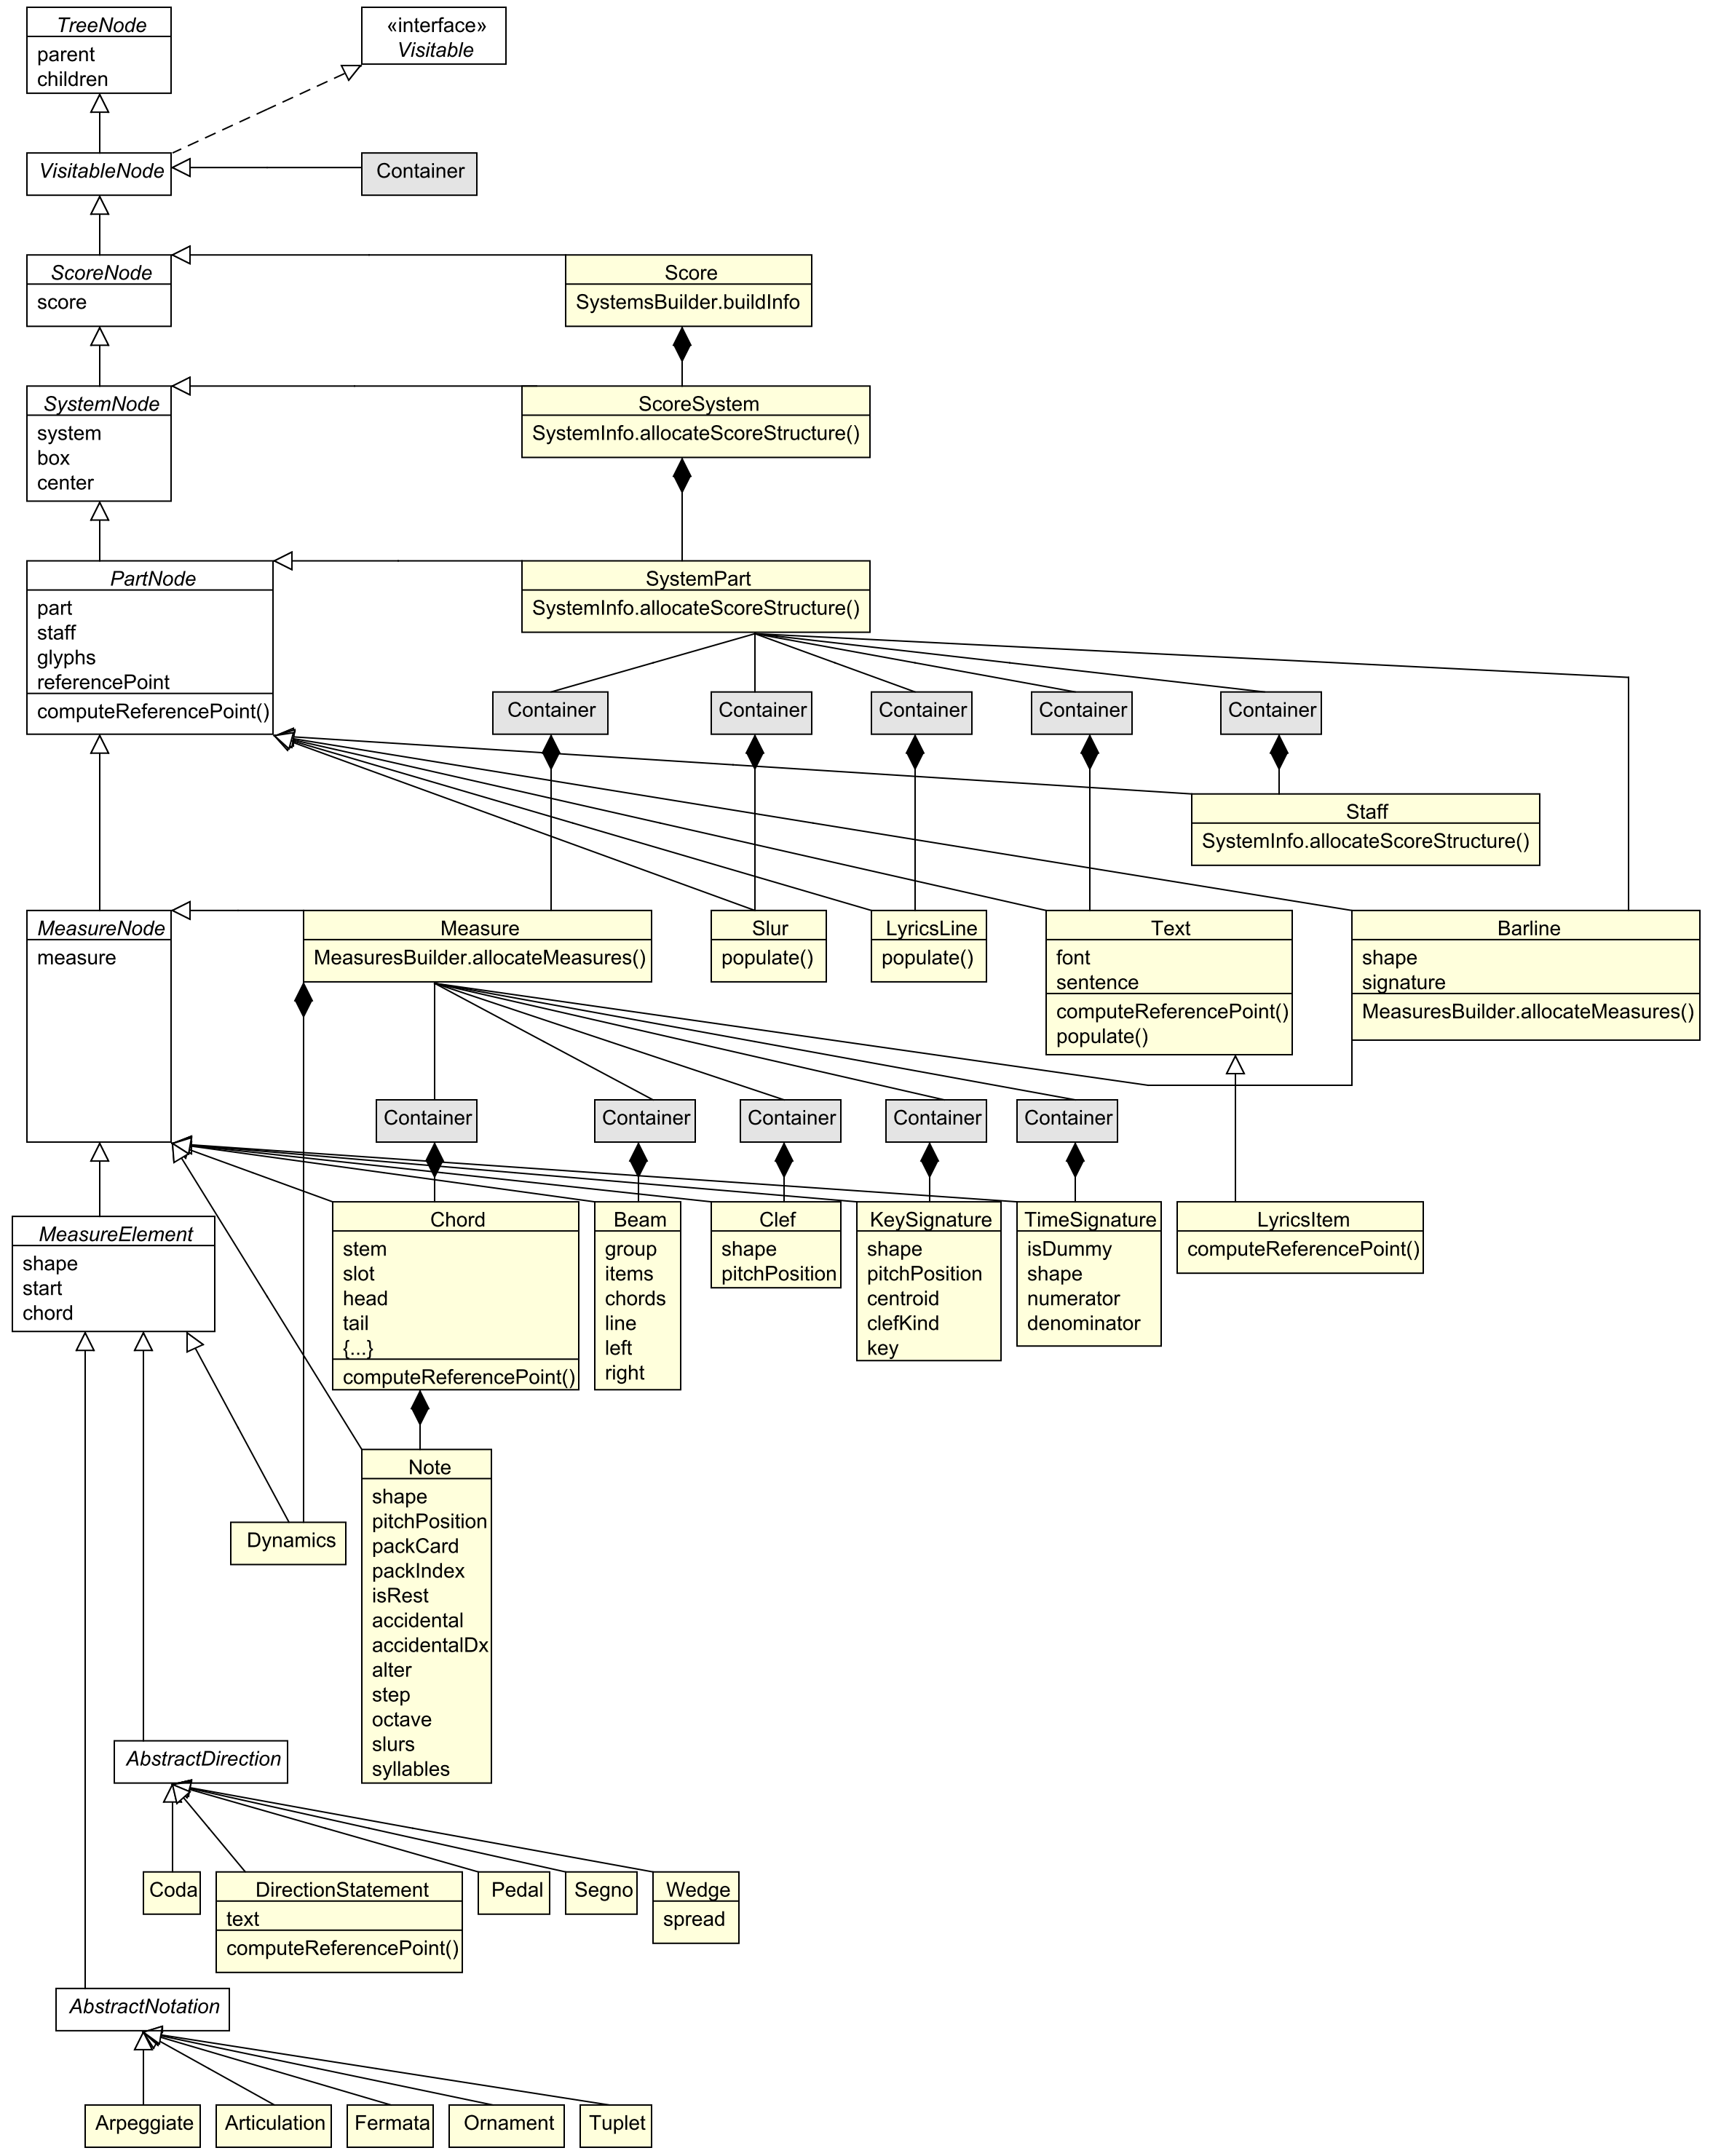 TreeNode
parent
children
«interface»
Visitable
VisitableNode
Container
ScoreNode
score
Score
SystemsBuilder.buildInfo
SystemNode
system
box
center
ScoreSystem
SystemInfo.allocateScoreStructure()
PartNode
part
staff
glyphs
referencePoint
computeReferencePoint()
SystemPart
SystemInfo.allocateScoreStructure()
Container
Container
Container
Container
Container
Staff
SystemInfo.allocateScoreStructure()
MeasureNode
measure
Measure
MeasuresBuilder.allocateMeasures()
Slur
populate()
LyricsLine
populate()
Text
font
sentence
computeReferencePoint()
populate()
Barline
shape
signature
MeasuresBuilder.allocateMeasures()
Container
Container
Container
Container
Container
MeasureElement
shape
start
chord
Chord
stem
slot
head
tail
{...}
computeReferencePoint()
Beam
group
items
chords
line
left
right
Clef
shape
pitchPosition
KeySignature
shape
pitchPosition
centroid
clefKind
key
TimeSignature
isDummy
shape
numerator
denominator
LyricsItem
computeReferencePoint()
Note
shape
pitchPosition
packCard
packIndex
isRest
accidental
accidentalDx
alter
step
octave
slurs
syllables
Dynamics
AbstractDirection
Coda
DirectionStatement
text
computeReferencePoint()
Pedal
Segno
Wedge
spread
AbstractNotation
Arpeggiate
Articulation
Fermata
Ornament
Tuplet